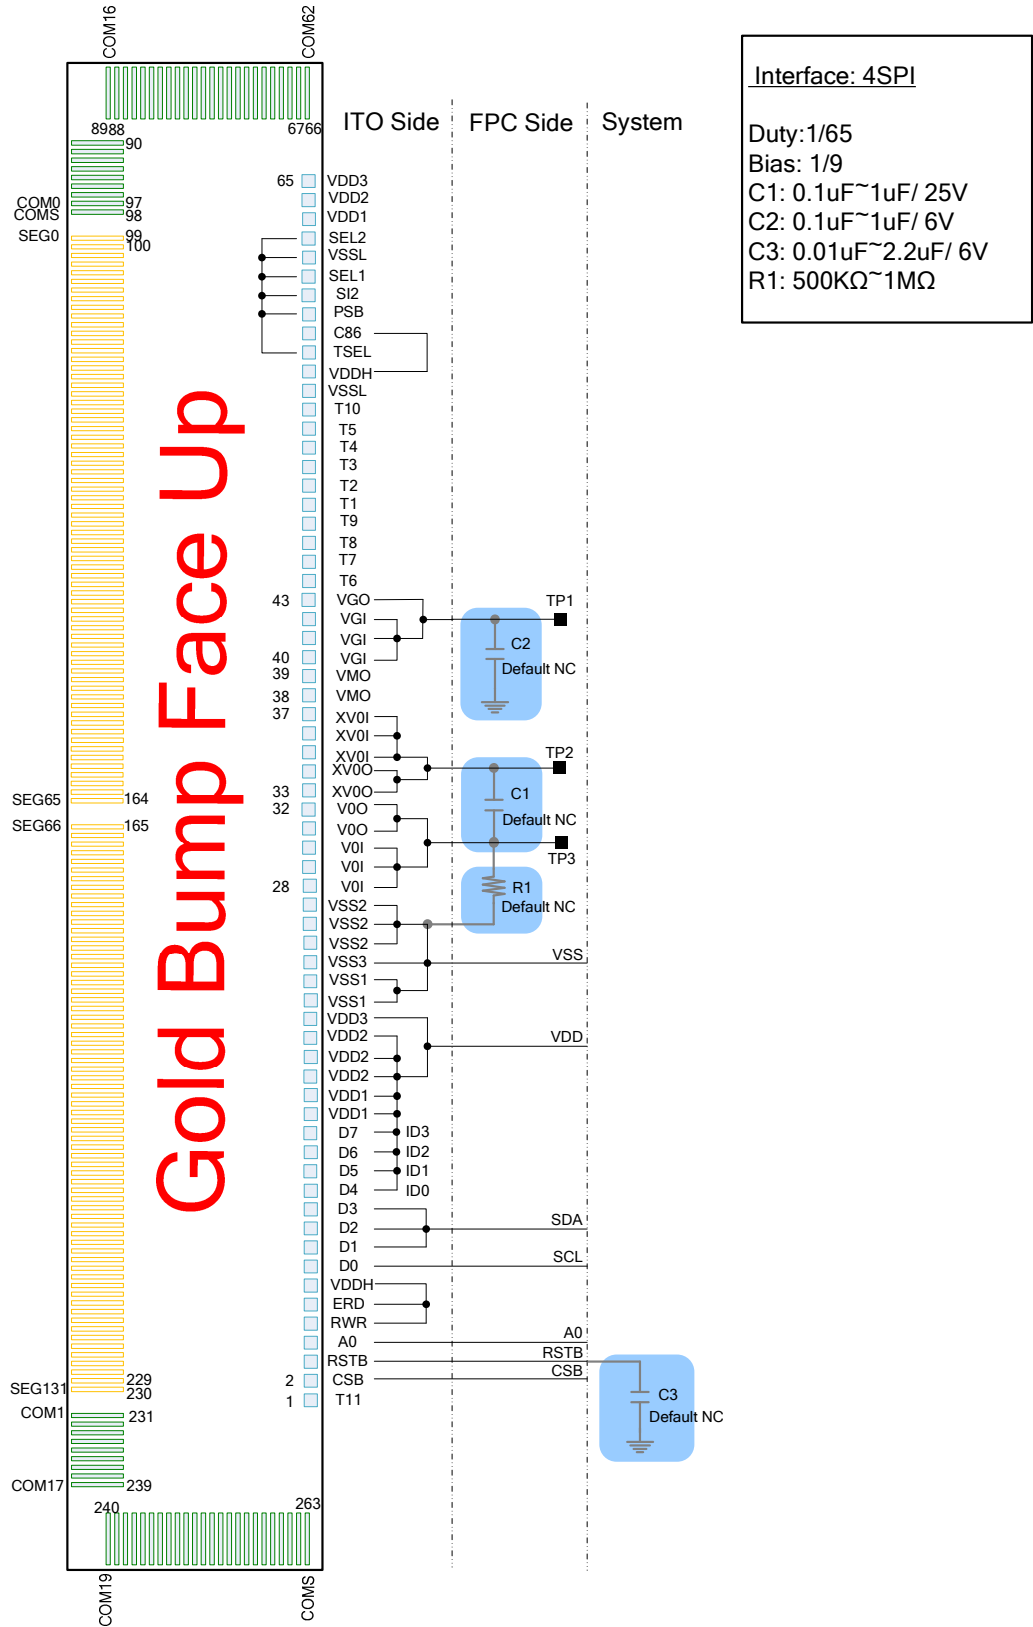 COM16
COM62
Interface: 4SPI
Duty:1/65
Bias: 1/9
C1: 0.1uF~1uF/ 25V
C2: 0.1uF~1uF/ 6V
C3: 0.01uF~2.2uF/ 6V
R1: 500KΩ~1MΩ
ITO Side
FPC Side
System
8988
6766
90
COM0
97
COMS
98
SEG0
99
100
Gold Bump Face Up
65
VDD3
VDD2
VDD1
SEL2
VSSL
SEL1
SI2
PSB
C86
TSEL
VDDH
VSSL
T10
T5
T4
T3
T2
T1
T9
T8
T7
T6
43
VGO
TP1
VGI
VGI
C2
40
VGI
Default NC
39
VMO
38
VMO
37
XV0I
XV0I
XV0I
TP2
XV0O
33
XV0O
C1
SEG65
164
32
V0O
Default NC
SEG66
165
V0O
V0I
TP3
V0I
28
V0I
R1
VSS2
Default NC
VSS2
VSS2
VSS3
VSS
VSS1
VSS1
VDD3
VDD2
VDD
VDD2
VDD2
VDD1
VDD1
D7
ID3
D6
ID2
D5
ID1
D4
ID0
D3
D2
SDA
D1
D0
SCL
VDDH
ERD
RWR
A0
A0
RSTB
RSTB
229
2
CSB
CSB
SEG131
230
1
T11
C3
Default NC
COM1
231
COM17
239
240
263
COM19
COMS